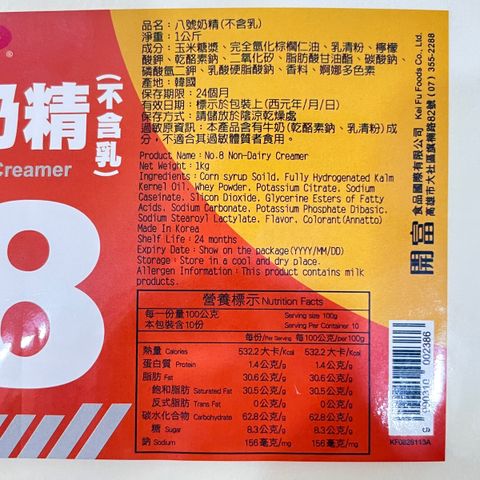 奶精
(不含乳)
Creamer
8
®
品名：八號奶精(不含乳)
淨重：1公斤
成分：玉米糖漿、完全氫化棕櫚仁油、乳清粉、檸檬
酸鉀、乾酪素鈉、二氧化矽、脂肪酸甘油酯、碳酸鈉、
磷酸氫二鉀、乳酸硬脂酸鈉、香料、婀娜多色素
產地：韓國
保存期限：24個月
有效日期：標示於包裝上(西元年/月/日)
保存方式：請儲放於陰涼乾燥處
過敏原資訊：本產品含有牛奶(乾酪素鈉、乳清粉)成
分，不適合其過敏體質者食用。
Product Name：No.8 Non-Dairy Creamer
Net Weight：1kg
Ingredients：Corn syrup Soild. Fully Hydrogenated Kalm
Kernel Oil. Whey Powder. Potassium Citrate. Sodium
Caseinate. Slicon Dioxide. Glycerine Esters of Fatty
Acids. Sodium Carbonate. Potassium Phosphate Dibasic.
Sodium Stearoyl Lactylate. Flavor. Colorant(Annatto)
Made In Korea
Shelf Life：24 months
Expiry Date：Show on the package(YYYY/MM/DD)
Storage：Store in a cool and dry place.
Allergen Information：This product contains milk
products.
營養標示 Nutrition Facts
每一份量100公克 Serving size 100g
本包裝含10份 Serving Per Container 10
每份/Per Serving 每100公克/per 100g
熱量 Calories 532.2大卡/Kcal 532.2大卡/Kcal
蛋白質 Protein 1.4公克/g 1.4公克/g
脂肪 Fat 30.6公克/g 30.6公克/g
飽和脂肪 Saturated Fat 30.5公克/g 30.5公克/g
反式脂肪 Trans Fat 0公克/g 0公克/g
碳水化合物 Carbohydrate 62.8公克/g 62.8公克/g
糖 Sugar 8.3公克/g 8.3公克/g
鈉 Sodium 156毫克/mg 156毫克/mg
開富
食品國際有限公司 Kai Fu Foods Co., Ltd.
高雄市大社區旗楠路82號 (07) 355-2288
002386
KF0828113A